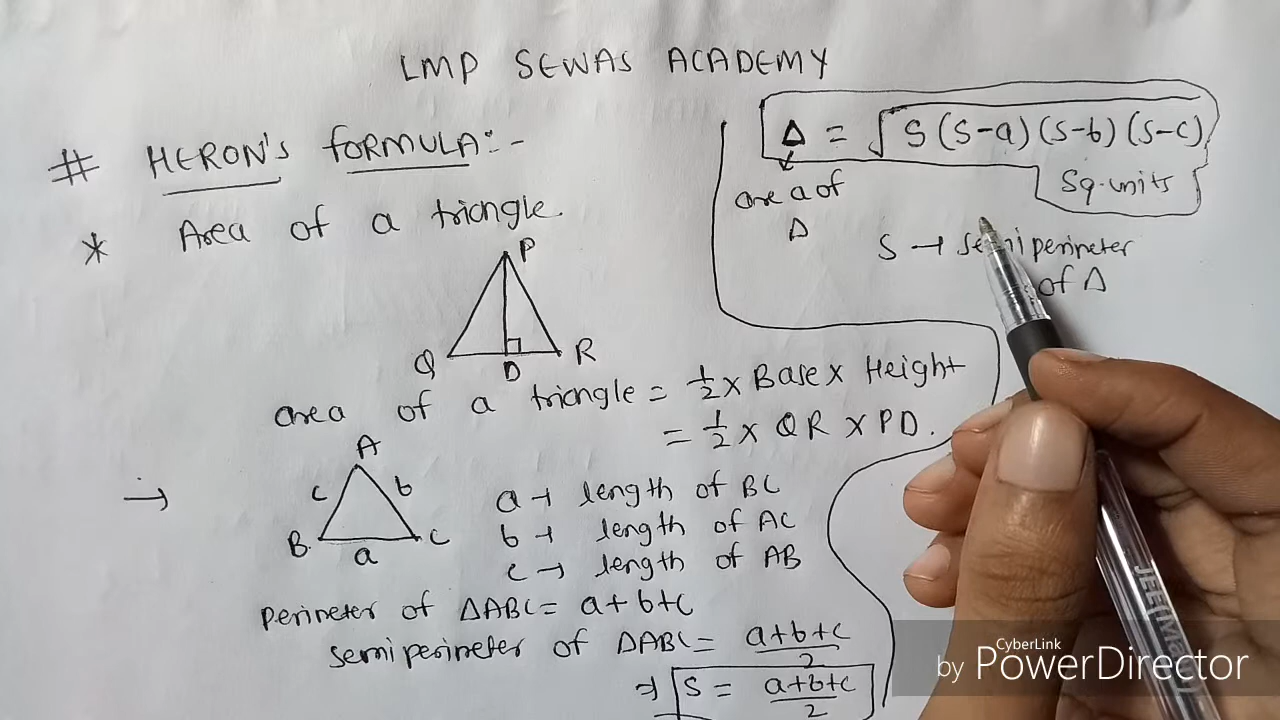 LMP SEWAS ACADEMY
# HERON'S FORMULA:-
* Area of a triangle.
P
Q D R
area of a triangle = 1/2 × Base × Height
= 1/2 × QR × PD.
→
A
c b
B C
a
a → length of BC
b → length of AC
c → length of AB
Perimeter of ΔABC = a+b+c
semiperimeter of ΔABC = (a+b+c)/2
⇒ S = (a+b+c)/2
Δ = √S(S-a)(S-b)(S-c)
Sq.units
area of
Δ
S → semiperimeter
of Δ
JEE(M
CyberLink
by PowerDirector